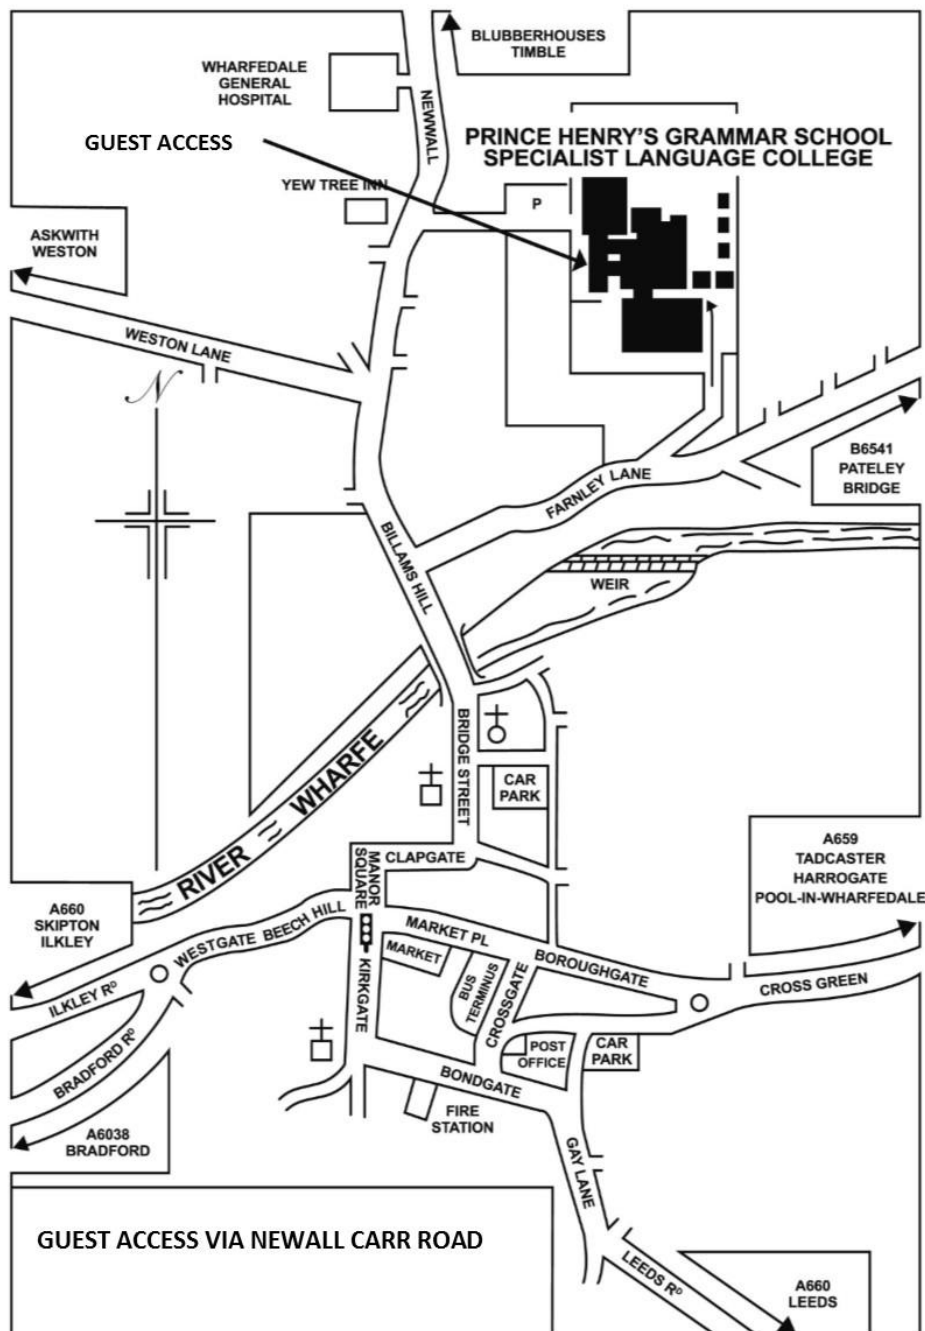 BLUBBERHOUSES
TIMBLE
WHARFEDALE
GENERAL
HOSPITAL
NEWWALL
GUEST ACCESS
PRINCE HENRY'S GRAMMAR SCHOOL
SPECIALIST LANGUAGE COLLEGE
YEW TREE INN
P
ASKWITH
WESTON
WESTON LANE
N
B6541
PATELEY
BRIDGE
FARNLEY LANE
BILLAMS HILL
WEIR
BRIDGE STREET
RIVER WHARFE
CAR
PARK
A659
TADCASTER
HARROGATE
POOL-IN-WHARFEDALE
MANOR
SQUARE
CLAPGATE
A660
SKIPTON
ILKLEY
WESTGATE BEECH HILL
MARKET PL
MARKET
BOROUGHGATE
BUS
TERMINUS
CROSSGATE
KIRKGATE
CROSS GREEN
ILKLEY RD
BRADFORD RD
POST
OFFICE
CAR
PARK
BONDGATE
FIRE
STATION
A6038
BRADFORD
GAY LANE
GUEST ACCESS VIA NEWALL CARR ROAD
LEEDS RD
A660
LEEDS